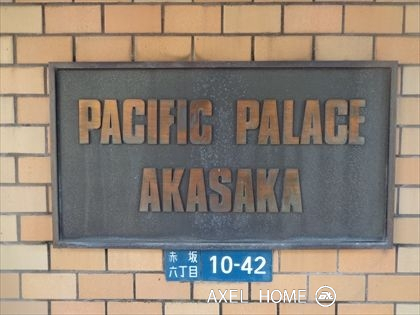 PACIFIC PALACE
AKASAKA
赤坂
六丁目
10-42
AXEL HOME